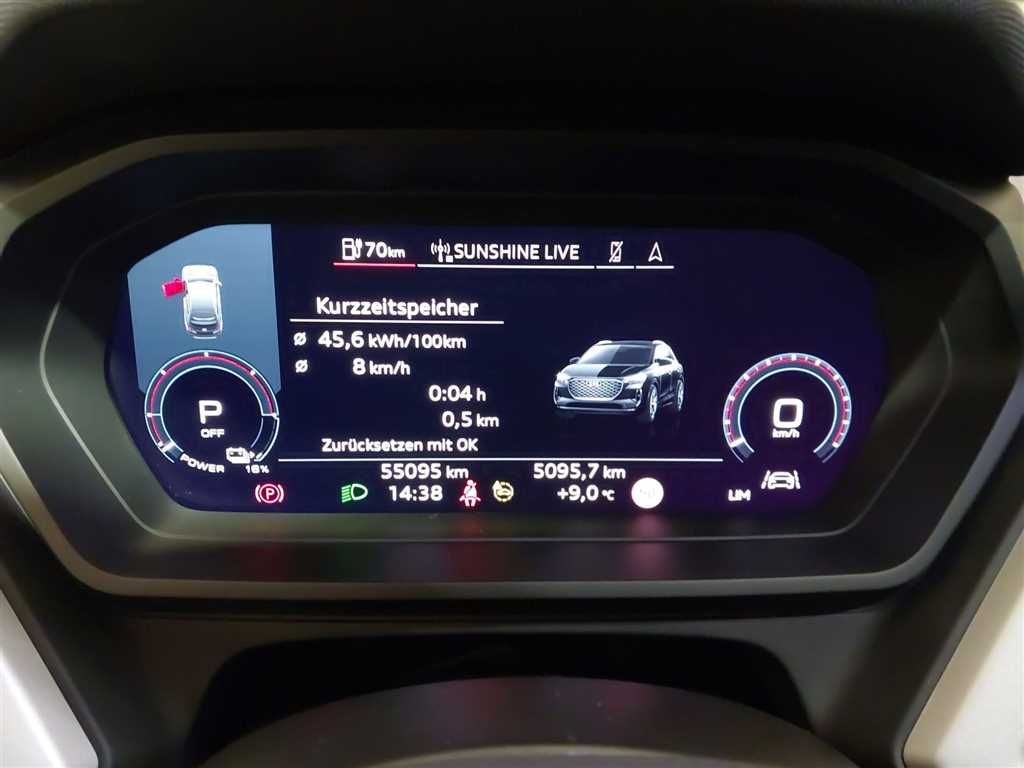 70km
SUNSHINE LIVE
Kurzzeitspeicher
Ø 45,6 kWh/100km
Ø 8 km/h
0:04 h
0,5 km
Zurücksetzen mit OK
P
OFF
POWER
16%
0
km/h
LIM
55095 km
5095,7 km
P
14:38
+9,0 °C